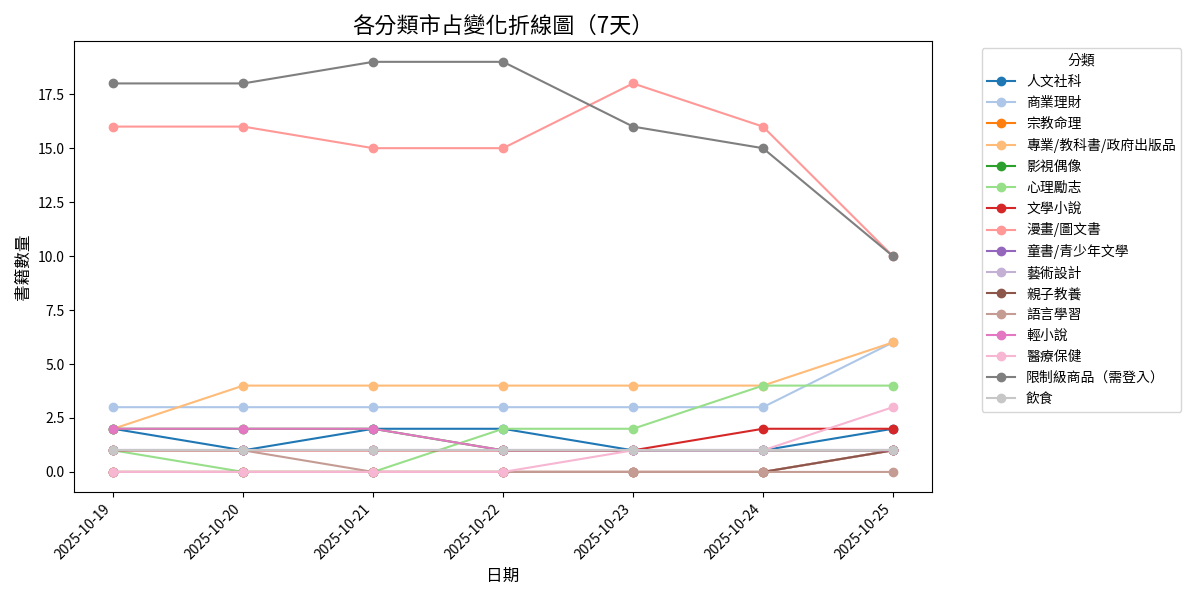 各分類市占變化折線圖（7天）
書籍數量
17.5
15.0
12.5
10.0
7.5
5.0
2.5
0.0
2025-10-19
2025-10-20
2025-10-21
2025-10-22
2025-10-23
2025-10-24
2025-10-25
日期
分類
人文社科
商業理財
宗教命理
專業/教科書/政府出版品
影視偶像
心理勵志
文學小說
漫畫/圖文書
童書/青少年文學
藝術設計
親子教養
語言學習
輕小說
醫療保健
限制級商品（需登入）
飲食